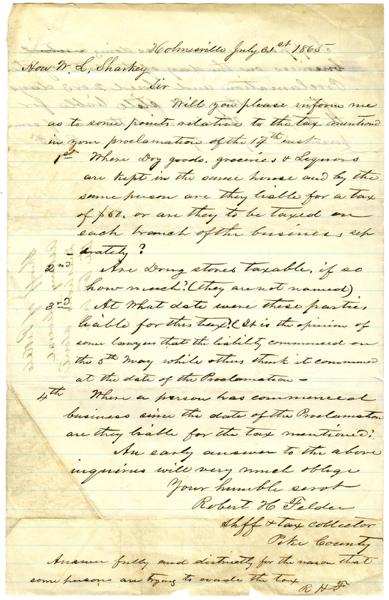 Holmesville July 21st 1865
Hon W. L. Sharkey
Sir
Will you please inform me
as to some points relative to the tax mentioned
in your proclamation of the 17th inst.
1st Where Dry goods, groceries & Liquors
are kept in the same house and by the
same person are they liable for a tax
of $60. or are they to be taxed on
each branch of the business sep
arately?
2nd Are Drug stores taxable, if so
how much? (they are not named)
3rd At What date were these parties
liable for this tax? (It is the opinion of
some lawyers that the liability commenced on
the 5th May while others think it commenced
at the date of the Proclamation -
4th Where a person has commenced
business since the date of the Proclamation
are they liable for the tax mentioned?
An early answer to the above
inquiries will very much oblige
Your humble servt
Robert H Felder
Shff & tax collector
Pike County
Answer fully and distinctly for the reason that
some persons are trying to evade the tax
R H F